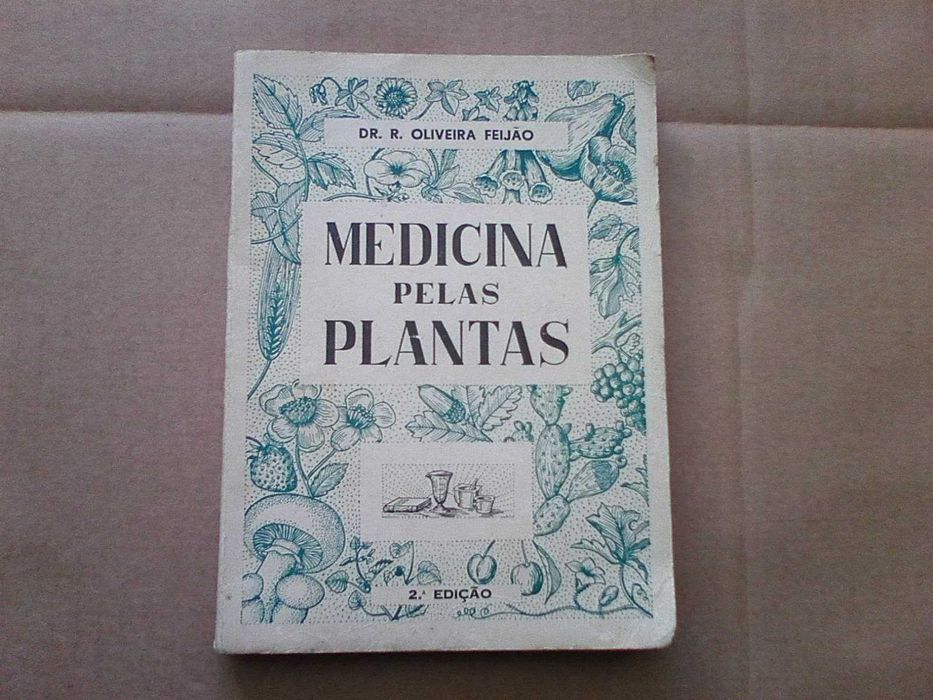 DR. R. OLIVEIRA FEIJÃO
MEDICINA
PELAS
PLANTAS
2.ª EDIÇÃO